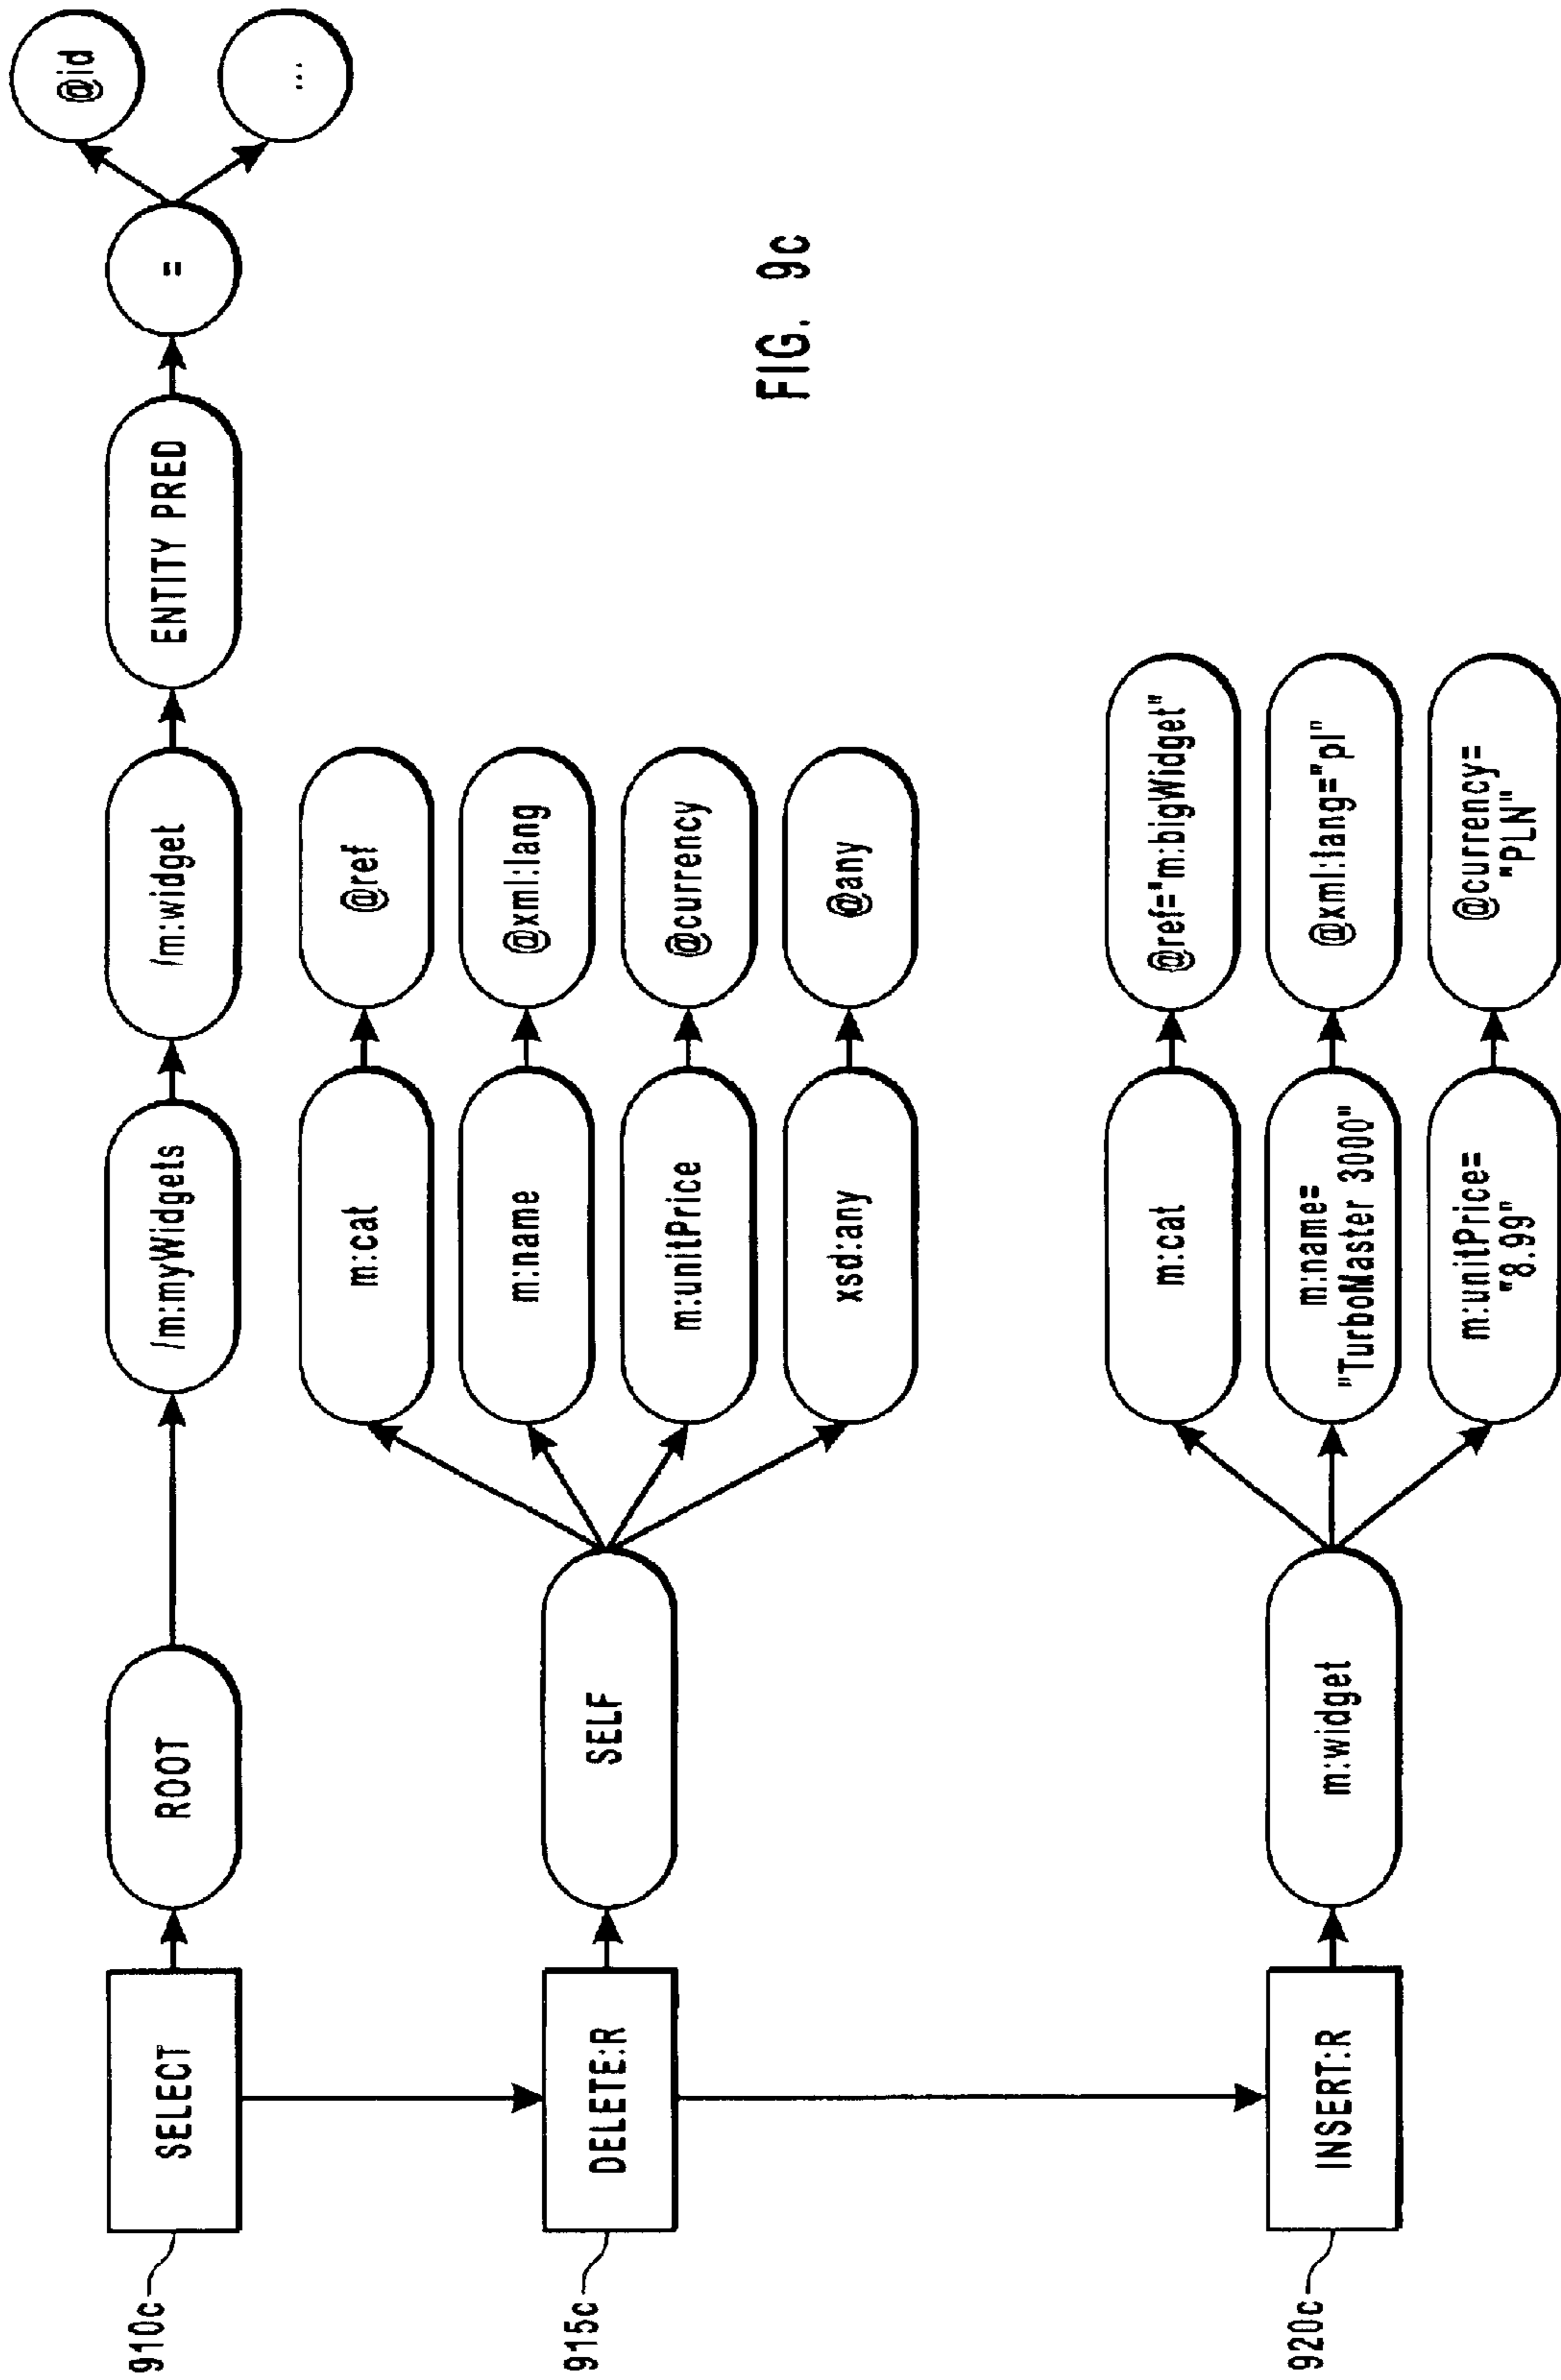 910c
SELECT
ROOT
/m:myWidgets
/m:widget
ENTITY PRED
=
@id
...
915c
DELETE:R
SELF
m:cat
@ref
m:name
@xml:lang
m:unitPrice
@currency
xsd:any
@any
FIG. 9c
920c
INSERT:R
m:widget
m:cat
@ref="m:bigWidget"
m:name=
"TurboMaster 3000"
@xml:lang="pl"
m:unitPrice=
"8.99"
@currency=
"PLN"